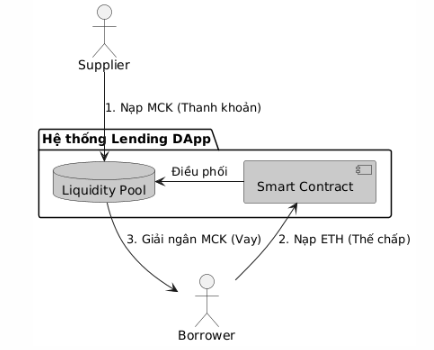 Supplier
1. Nạp MCK (Thanh khoản)
Hệ thống Lending DApp
Liquidity Pool
Điều phối
Smart Contract
3. Giải ngân MCK (Vay)
2. Nạp ETH (Thế chấp)
Borrower